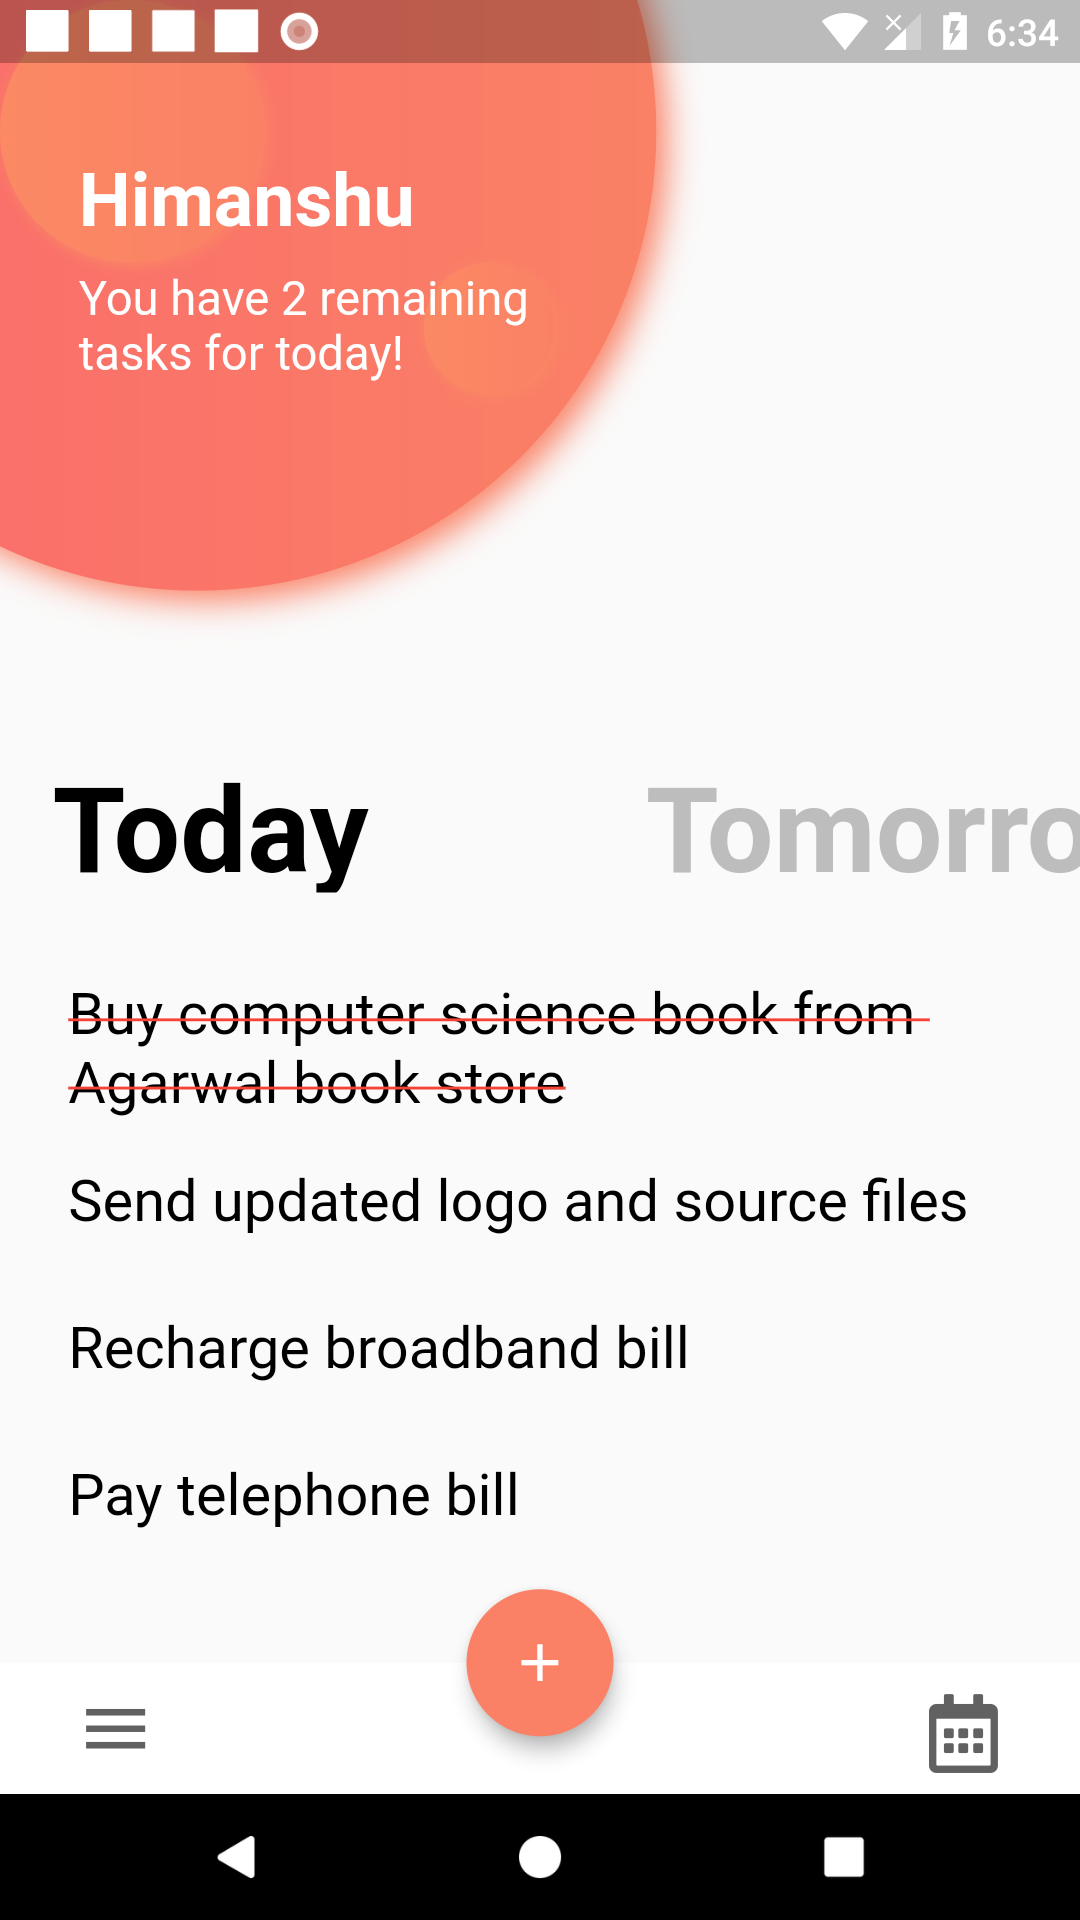 6:34
Himanshu
You have 2 remaining
tasks for today!
Today Tomorro
Buy computer science book from
Agarwal book store
Send updated logo and source files
Recharge broadband bill
Pay telephone bill
+